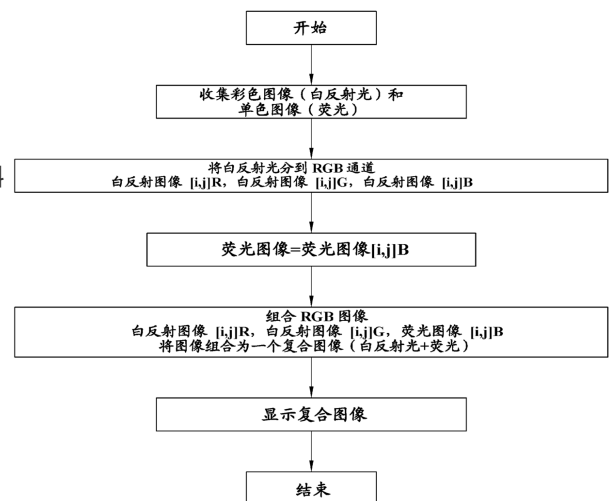 开始
收集彩色图像（白反射光）和
单色图像（荧光）
将白反射光分到 RGB 通道
白反射图像 [i,j]R，白反射图像 [i,j]G，白反射图像 [i,j]B
荧光图像=荧光图像[i,j]B
组合 RGB 图像
白反射图像 [i,j]R，白反射图像 [i,j]G，荧光图像 [i,j]B
将图像组合为一个复合图像（白反射光+荧光）
显示复合图像
结束